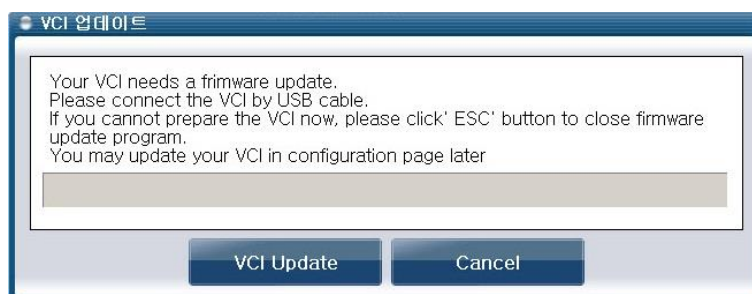 VCI 업데이트
Your VCI needs a frimware update.
Please connect the VCI by USB cable.
If you cannot prepare the VCI now, please click' ESC' button to close firmware
update program.
You may update your VCI in configuration page later
VCI Update
Cancel